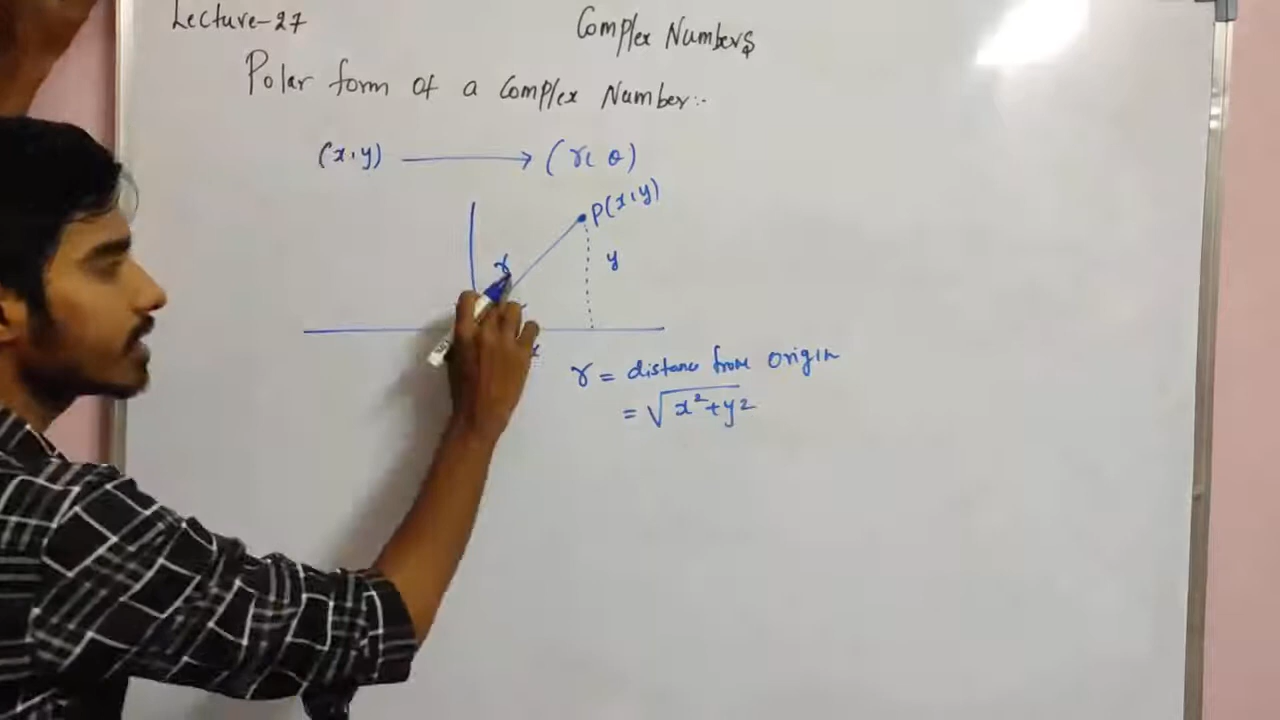 Lecture-27
Complex Numbers
Polar form of a Complex Number:-
(x,y) → (r, θ)
P(x,y)
r
y
x
r = distance from origin
= √x²+y2